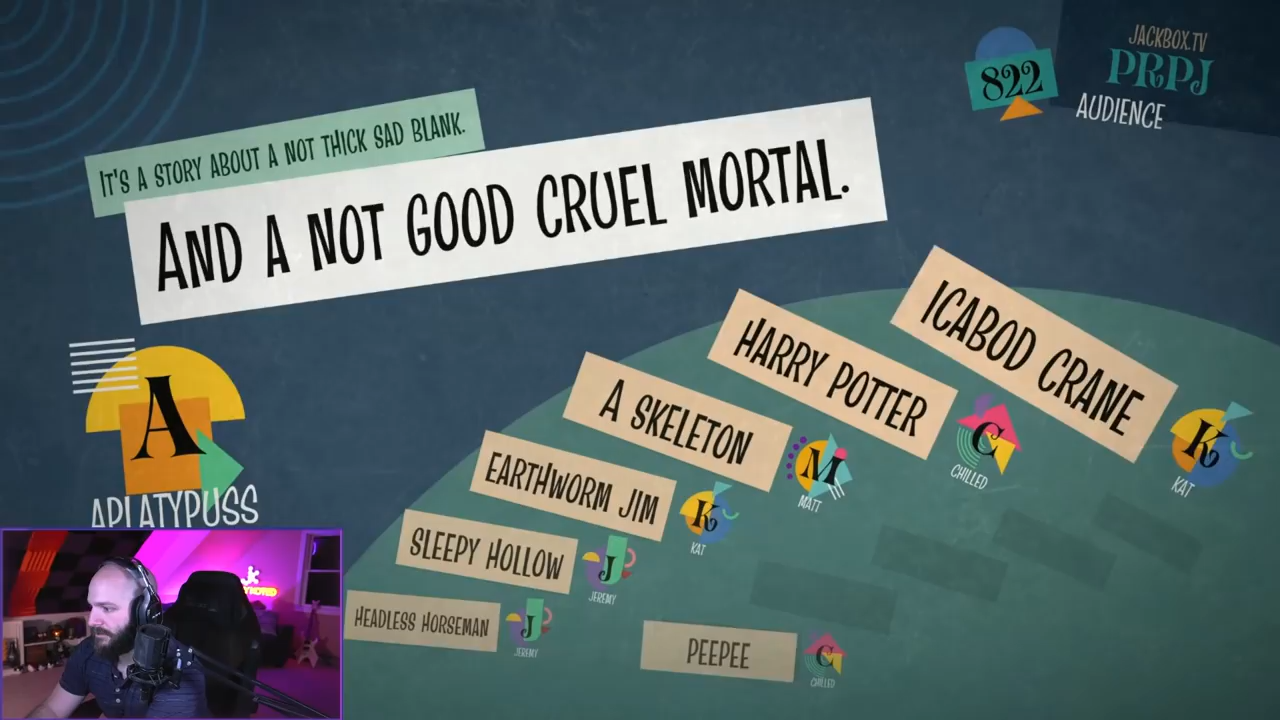 JACKBOX.TV
PRPJ
822
AUDIENCE
IT'S A STORY ABOUT A NOT THICK SAD BLANK.
AND A NOT GOOD CRUEL MORTAL.
ICABOD CRANE
K
KAT
HARRY POTTER
C
CHILLED
A SKELETON
M
MATT
EARTHWORM JIM
K
KAT
SLEEPY HOLLOW
J
JEREMY
HEADLESS HORSEMAN
J
JEREMY
PEEPEE
C
CHILLED
A
APLATYPUSS